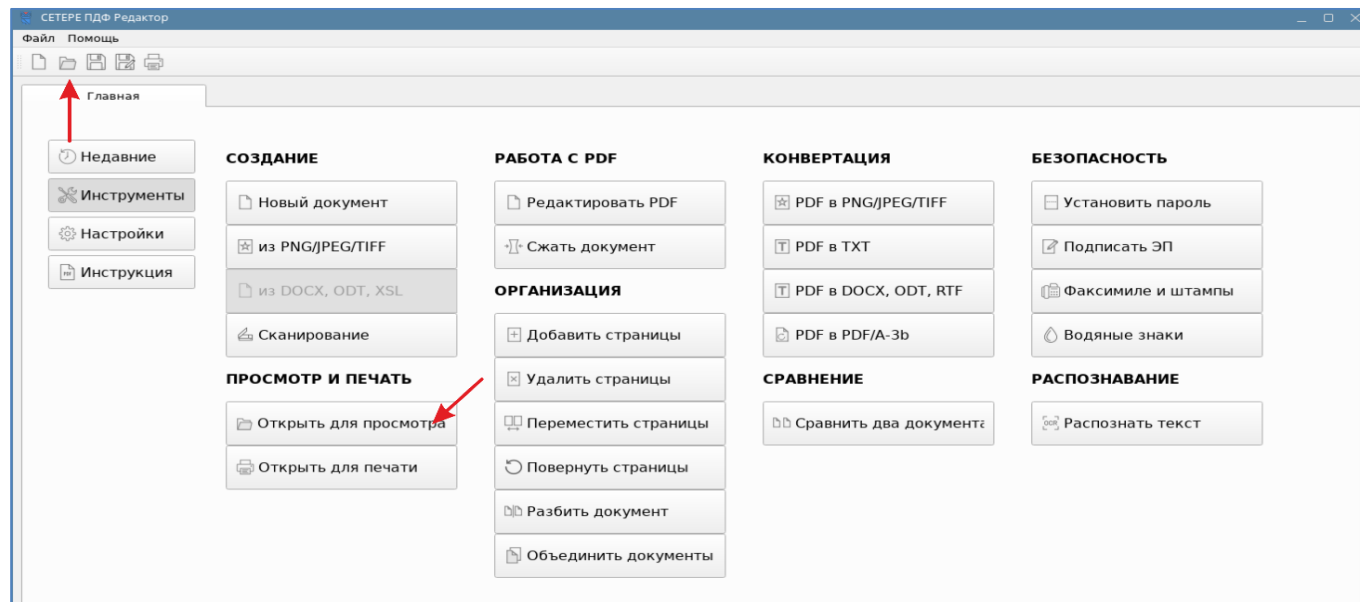 СЕТЕРЕ ПДФ Редактор
Файл Помощь
Главная
Недавние
Инструменты
Настройки
Инструкция
СОЗДАНИЕ
Новый документ
из PNG/JPEG/TIFF
из DOCX, ODT, XSL
Сканирование
ПРОСМОТР И ПЕЧАТЬ
Открыть для просмотра
Открыть для печати
РАБОТА С PDF
Редактировать PDF
Сжать документ
ОРГАНИЗАЦИЯ
Добавить страницы
Удалить страницы
Переместить страницы
Повернуть страницы
Разбить документ
Объединить документы
КОНВЕРТАЦИЯ
PDF в PNG/JPEG/TIFF
PDF в TXT
PDF в DOCX, ODT, RTF
PDF в PDF/A-3b
СРАВНЕНИЕ
Сравнить два документа
БЕЗОПАСНОСТЬ
Установить пароль
Подписать ЭП
Факсимиле и штампы
Водяные знаки
РАСПОЗНАВАНИЕ
Распознать текст